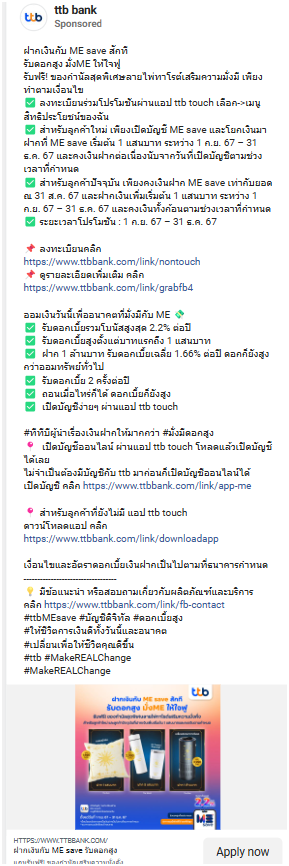 ttb bank
Sponsored
ฝากเงินกับ ME save สักที
รับดอกสูง มั่งME ให้ใจฟู
รับฟรี! ของกำนัลสุดพิเศษลายไพ่ทาโรต์เสริมความมั่งมี เพียง
ทำตามเงื่อนไข
✅ ลงทะเบียนร่วมโปรโมชันผ่านแอป ttb touch เลือก->เมนู
สิทธิประโยชน์ของฉัน
✅ สำหรับลูกค้าใหม่ เพียงเปิดบัญชี ME save และโยกเงินมา
ฝากที่ ME save เริ่มต้น 1 แสนบาท ระหว่าง 1 ก.ย. 67 – 31
ธ.ค. 67 และคงเงินฝากต่อเนื่องนับจากวันที่เปิดบัญชีตามช่วง
เวลาที่กำหนด
✅ สำหรับลูกค้าปัจจุบัน เพียงคงเงินฝาก ME save เท่ากับยอด
ณ 31 ส.ค. 67 และฝากเงินเพิ่มเริ่มต้น 1 แสนบาท ระหว่าง 1
ก.ย. 67 – 31 ธ.ค. 67 และคงเงินทั้งก้อนตามช่วงเวลาที่กำหนด
✅ ระยะเวลาโปรโมชัน : 1 ก.ย. 67 – 31 ธ.ค. 67
📌 ลงทะเบียนคลิก
https://www.ttbbank.com/link/nontouch
📌 ดูรายละเอียดเพิ่มเติม คลิก
https://www.ttbbank.com/link/grabfb4
ออมเงินวันนี้เพื่ออนาคตที่มั่งมีกับ ME 💸
✅ รับดอกเบี้ยรวมโบนัสสูงสุด 2.2% ต่อปี
✅ รับดอกเบี้ยสูงตั้งแต่บาทแรกถึง 1 แสนบาท
✅ ฝาก 1 ล้านบาท รับดอกเบี้ยเฉลี่ย 1.66% ต่อปี ดอกก็ยังสูง
กว่าออมทรัพย์ทั่วไป
✅ รับดอกเบี้ย 2 ครั้งต่อปี
✅ ถอนเมื่อไหร่ก็ได้ ดอกเบี้ยก็ยังสูง
✅ เปิดบัญชีง่ายๆ ผ่านแอป ttb touch
#ทีทีบีผู้นำเรื่องเงินฝากให้มากกว่า #มั่งมีดอกสูง
📍 เปิดบัญชีออนไลน์ ผ่านแอป ttb touch โหลดแล้วเปิดบัญชี
ได้เลย
ไม่จำเป็นต้องมีบัญชีกับ ttb มาก่อนก็เปิดบัญชีออนไลน์ได้
เปิดบัญชี คลิก https://www.ttbbank.com/link/app-me
📍 สำหรับลูกค้าที่ยังไม่มี แอป ttb touch
ดาวน์โหลดแอป คลิก
https://www.ttbbank.com/link/downloadapp
เงื่อนไขและอัตราดอกเบี้ยเงินฝากเป็นไปตามที่ธนาคารกำหนด
--------------------------------
💡 มีข้อแนะนำ หรือสอบถามเกี่ยวกับผลิตภัณฑ์และบริการ
คลิก https://www.ttbbank.com/link/fb-contact
#ttbMEsave #บัญชีดิจิทัล #ดอกเบี้ยสูง
#ให้ชีวิตการเงินดีทั้งวันนี้และอนาคต
#เปลี่ยนเพื่อให้ชีวิตคุณดีขึ้น
#ttb #MakeREALChange
#MakeREALChange
ฝากเงินกับ ME save สักที
รับดอกสูง มั่งME ให้ใจฟู
ttb
ME
HTTPS://WWW.TTBBANK.COM/
ฝากเงินกับ ME save รับดอกสูง
Apply now